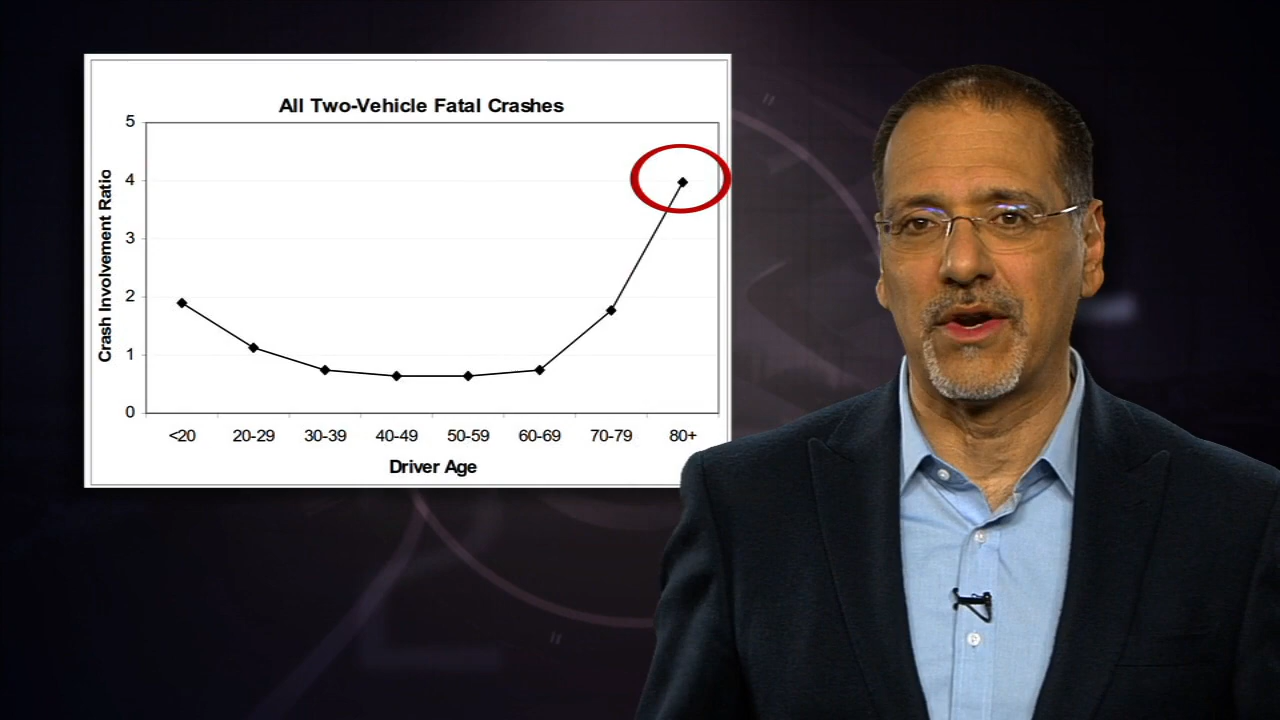 All Two-Vehicle Fatal Crashes
Crash Involvement Ratio
5
4
3
2
1
0
<20 20-29 30-39 40-49 50-59 60-69 70-79 80+
Driver Age